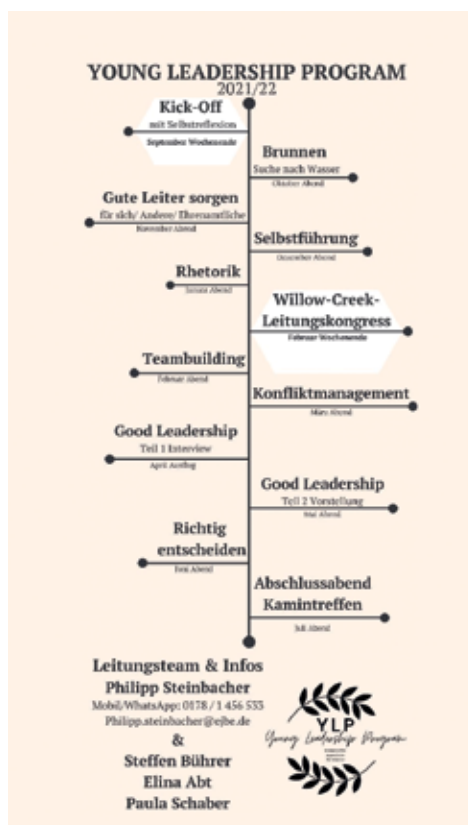 YOUNG LEADERSHIP PROGRAM
2021/22
Kick-Off
mit Selbstreflexion
September Wochenende
Brunnen
Suche nach Wasser
Oktober Abend
Gute Leiter sorgen
für sich/ Andere/ Ehrenamtliche
November Abend
Selbstführung
Dezember Abend
Rhetorik
Januar Abend
Willow-Creek-
Leitungskongress
Februar Wochenende
Teambuilding
Februar Abend
Konfliktmanagement
März Abend
Good Leadership
Teil 1 Interview
April Ausflug
Good Leadership
Teil 2 Vorstellung
Mai Abend
Richtig
entscheiden
Juni Abend
Abschlussabend
Kamintreffen
Juli Abend
Leitungsteam & Infos
Philipp Steinbacher
Mobil/WhatsApp: 0178 / 1 456 533
Philipp.steinbacher@ejbe.de
&
Steffen Bührer
Elina Abt
Paula Schaber
YLP
Young Leadership Program